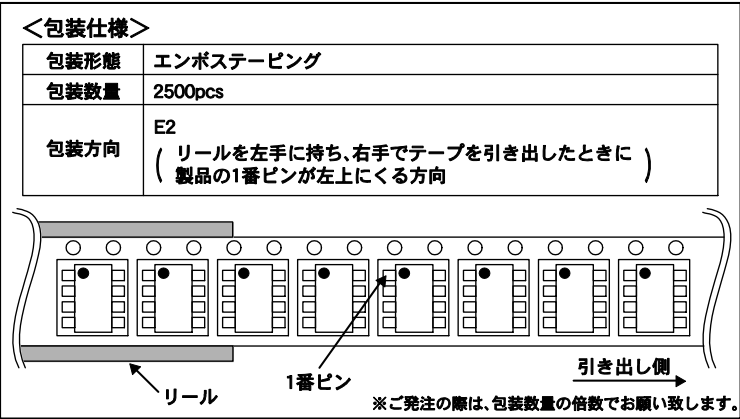 ＜包装仕様＞
包装形態 エンボステーピング
包装数量 2500pcs
包装方向 E2
(リールを左手に持ち、右手でテープを引き出したときに
製品の1番ピンが左上にくる方向)
リール
1番ピン
引き出し側
※ご発注の際は、包装数量の倍数でお願い致します。